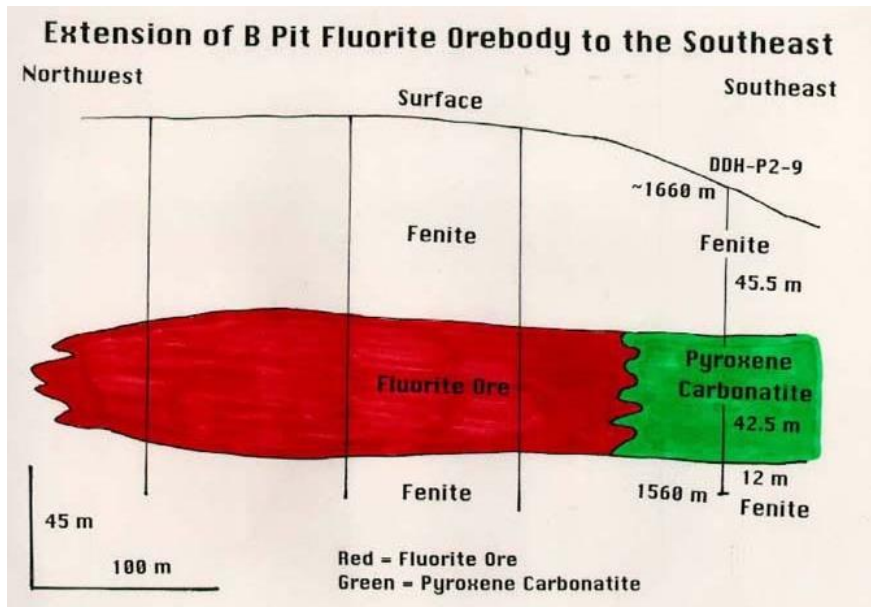 Extension of B Pit Fluorite Orebody to the Southeast
Northwest
Southeast
Surface
DDH-P2-9
~1660 m
Fenite
Fenite
45.5 m
Fluorite Ore
Pyroxene
Carbonatite
42.5 m
12 m
1560 m
Fenite
Fenite
45 m
100 m
Red = Fluorite Ore
Green = Pyroxene Carbonatite